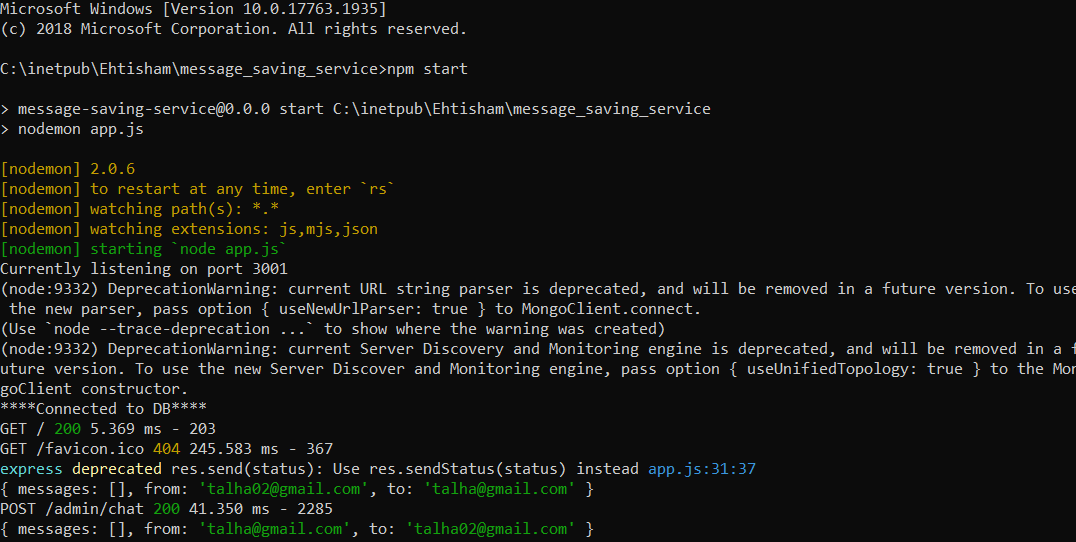 Microsoft Windows [Version 10.0.17763.1935]
(c) 2018 Microsoft Corporation. All rights reserved.
C:\inetpub\Ehtisham\message_saving_service>npm start
> message-saving-service@0.0.0 start C:\inetpub\Ehtisham\message_saving_service
> nodemon app.js
[nodemon] 2.0.6
[nodemon] to restart at any time, enter `rs`
[nodemon] watching path(s): *.*
[nodemon] watching extensions: js,mjs,json
[nodemon] starting `node app.js`
Currently listening on port 3001
(node:9332) DeprecationWarning: current URL string parser is deprecated, and will be removed in a future version. To use
the new parser, pass option { useNewUrlParser: true } to MongoClient.connect.
(Use `node --trace-deprecation ...` to show where the warning was created)
(node:9332) DeprecationWarning: current Server Discovery and Monitoring engine is deprecated, and will be removed in a f
uture version. To use the new Server Discover and Monitoring engine, pass option { useUnifiedTopology: true } to the Mon
goClient constructor.
****Connected to DB****
GET / 200 5.369 ms - 203
GET /favicon.ico 404 245.583 ms - 367
express deprecated res.send(status): Use res.sendStatus(status) instead app.js:31:37
{ messages: [], from: 'talha02@gmail.com', to: 'talha@gmail.com' }
POST /admin/chat 200 41.350 ms - 2285
{ messages: [], from: 'talha@gmail.com', to: 'talha02@gmail.com' }